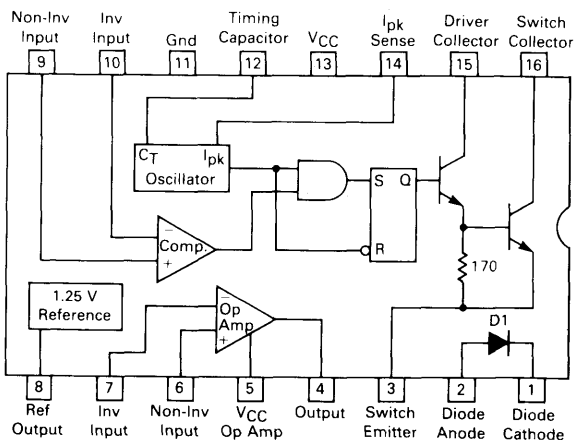 Non-Inv Input
Inv Input
Gnd
Timing Capacitor
VCC
Ipk Sense
Driver Collector
Switch Collector
9
10
11
12
13
14
15
16
CT
Ipk
Oscillator
S
Q
R
-
Comp.
+
170
1.25 V
Reference
-
Op
Amp
+
D1
8
7
6
5
4
3
2
1
Ref Output
Inv Input
Non-Inv Input
VCC Op Amp
Output
Switch Emitter
Diode Anode
Diode Cathode